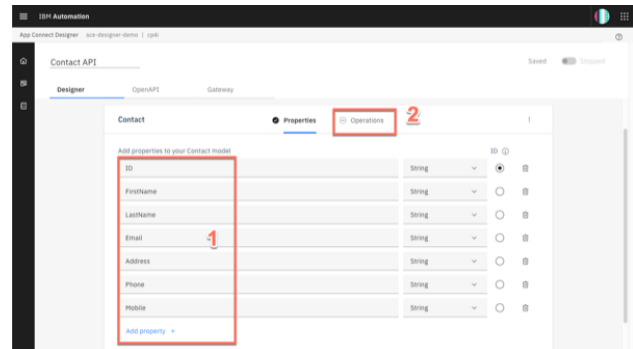 IBM Automation
App Connect Designer ace-designer-demo | cp4i
Contact API Saved Stopped
Designer OpenAPI Gateway
Contact Properties Operations 2
Add properties to your Contact model ID
ID String
FirstName String
LastName String
Email 1 String
Address String
Phone String
Mobile String
Add property +